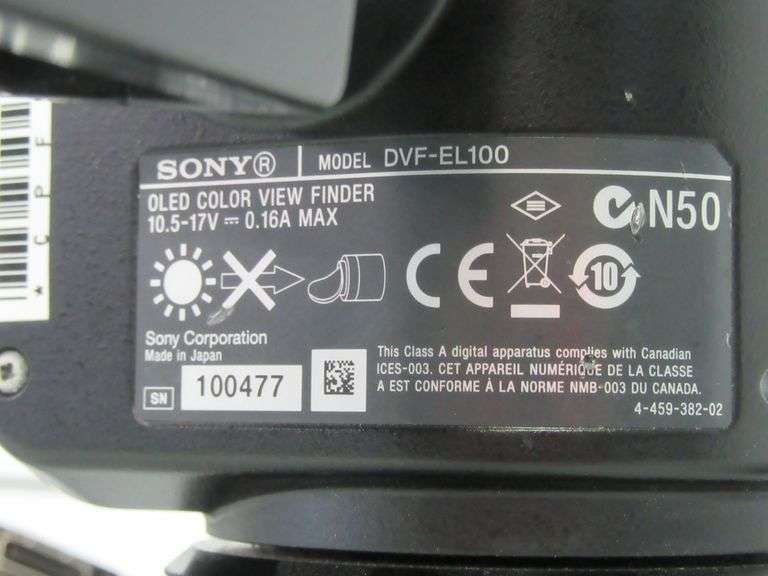 SONY® MODEL DVF-EL100
OLED COLOR VIEW FINDER
10.5-17V ⎓ 0.16A MAX
N50
CE
10
Sony Corporation
Made in Japan
SN 100477
This Class A digital apparatus complies with Canadian
ICES-003. CET APPAREIL NUMÉRIQUE DE LA CLASSE
A EST CONFORME À LA NORME NMB-003 DU CANADA.
4-459-382-02
* C P F